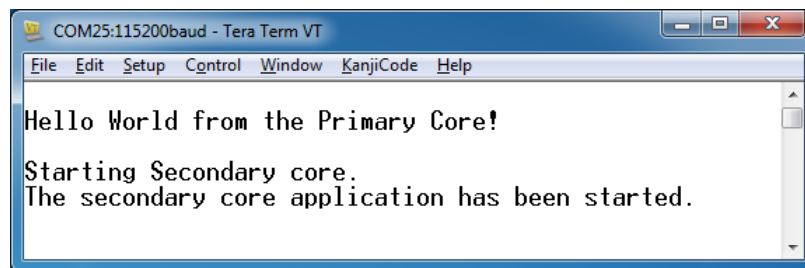 COM25:115200baud - Tera Term VT
File Edit Setup Control Window KanjiCode Help
Hello World from the Primary Core!
Starting Secondary core.
The secondary core application has been started.